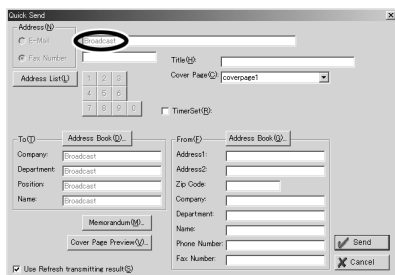 Quick Send
Address(N)
E-Mail
Broadcast
Fax Number
Title(H):
Address List(L)
1 2 3
Cover Page(C): coverpage1
4 5 6
7 8 9 0
TimerSet(R):
To(T)
Address Book(D)...
Company: Broadcast
Department: Broadcast
Position: Broadcast
Name: Broadcast
Memorandum(M)...
Cover Page Preview(V)...
Use Refresh transmitting result(S)
From(F)
Address Book(Q)...
Address1:
Address2:
Zip Code:
Company:
Department:
Name:
Phone Number:
Fax Number:
Send
Cancel